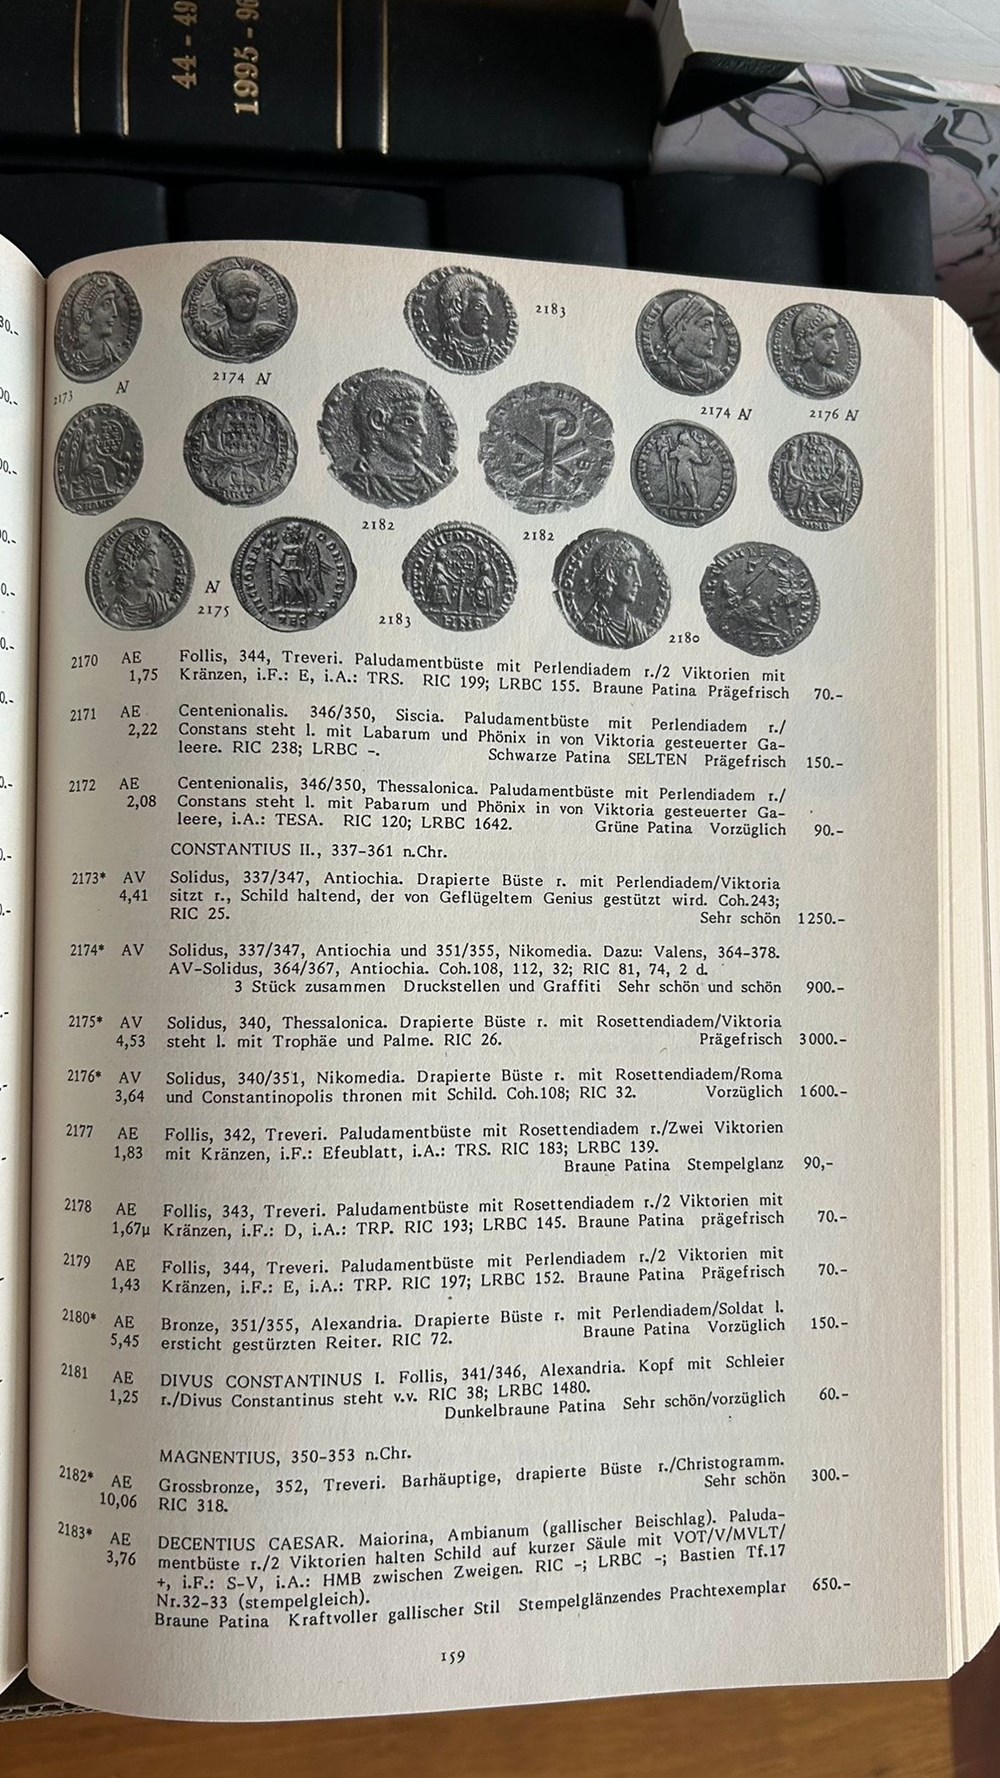 44 - 49
1995 - 96
2183
2173
AV
2174 AV
2174 AV
2176 AV
2182
2182
AV
2175
2183
2180
2170 AE Follis, 344, Treveri. Paludamentbüste mit Perlendiadem r./2 Viktorien mit
1,75 Kränzen, i.F.: E, i.A.: TRS. RIC 199; LRBC 155. Braune Patina Prägefrisch 70.-
2171 AE Centenionalis. 346/350, Siscia. Paludamentbüste mit Perlendiadem r./
2,22 Constans steht l. mit Labarum und Phönix in von Viktoria gesteuerter Ga-
leere. RIC 238; LRBC -. Schwarze Patina SELTEN Prägefrisch 150.-
2172 AE Centenionalis, 346/350, Thessalonica. Paludamentbüste mit Perlendiadem r./
2,08 Constans steht l. mit Pabarum und Phönix in von Viktoria gesteuerter Ga-
leere, i.A.: TESA. RIC 120; LRBC 1642. Grüne Patina Vorzüglich 90.-
CONSTANTIUS II., 337-361 n.Chr.
2173* AV Solidus, 337/347, Antiochia. Drapierte Büste r. mit Perlendiadem/Viktoria
4,41 sitzt r., Schild haltend, der von Geflügeltem Genius gestützt wird. Coh.243;
RIC 25. Sehr schön 1250.-
2174* AV Solidus, 337/347, Antiochia und 351/355, Nikomedia. Dazu: Valens, 364-378.
AV-Solidus, 364/367, Antiochia. Coh.108, 112, 32; RIC 81, 74, 2 d.
3 Stück zusammen Druckstellen und Graffiti Sehr schön und schön 900.-
2175* AV Solidus, 340, Thessalonica. Drapierte Büste r. mit Rosettendiadem/Viktoria
4,53 steht l. mit Trophäe und Palme. RIC 26. Prägefrisch 3000.-
2176* AV Solidus, 340/351, Nikomedia. Drapierte Büste r. mit Rosettendiadem/Roma
3,64 und Constantinopolis thronen mit Schild. Coh.108; RIC 32. Vorzüglich 1600.-
2177 AE Follis, 342, Treveri. Paludamentbüste mit Rosettendiadem r./Zwei Viktorien
1,83 mit Kränzen, i.F.: Efeublatt, i.A.: TRS. RIC 183; LRBC 139.
Braune Patina Stempelglanz 90,-
2178 AE Follis, 343, Treveri. Paludamentbüste mit Rosettendiadem r./2 Viktorien mit
1,67µ Kränzen, i.F.: D, i.A.: TRP. RIC 193; LRBC 145. Braune Patina prägefrisch 70.-
2179 AE Follis, 344, Treveri. Paludamentbüste mit Perlendiadem r./2 Viktorien mit
1,43 Kränzen, i.F.: E, i.A.: TRP. RIC 197; LRBC 152. Braune Patina Prägefrisch 70.-
2180* AE Bronze, 351/355, Alexandria. Drapierte Büste r. mit Perlendiadem/Soldat l.
5,45 ersticht gestürzten Reiter. RIC 72. Braune Patina Vorzüglich 150.-
2181 AE DIVUS CONSTANTINUS I. Follis, 341/346, Alexandria. Kopf mit Schleier
1,25 r./Divus Constantinus steht v.v. RIC 38; LRBC 1480.
Dunkelbraune Patina Sehr schön/vorzüglich 60.-
MAGNENTIUS, 350-353 n.Chr.
2182* AE Grossbronze, 352, Treveri. Barhäuptige, drapierte Büste r./Christogramm.
10,06 RIC 318. Sehr schön 300.-
2183* AE DECENTIUS CAESAR. Maiorina, Ambianum (gallischer Beischlag). Paluda-
3,76 mentbüste r./2 Viktorien halten Schild auf kurzer Säule mit VOT/V/MVLT/
+, i.F.: S-V, i.A.: HMB zwischen Zweigen. RIC -; LRBC -; Bastien Tf.17
Nr.32-33 (stempelgleich).
Braune Patina Kraftvoller gallischer Stil Stempelglänzendes Prachtexemplar 650.-
159